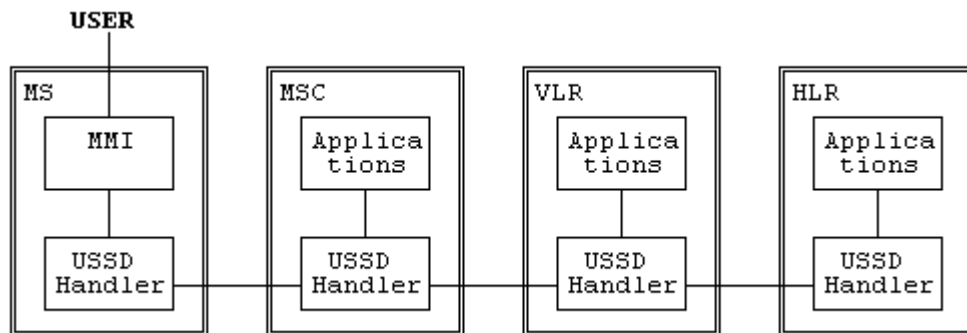 USER
MS
MMI
USSD
Handler
MSC
Applica
tions
USSD
Handler
VLR
Applica
tions
USSD
Handler
HLR
Applica
tions
USSD
Handler